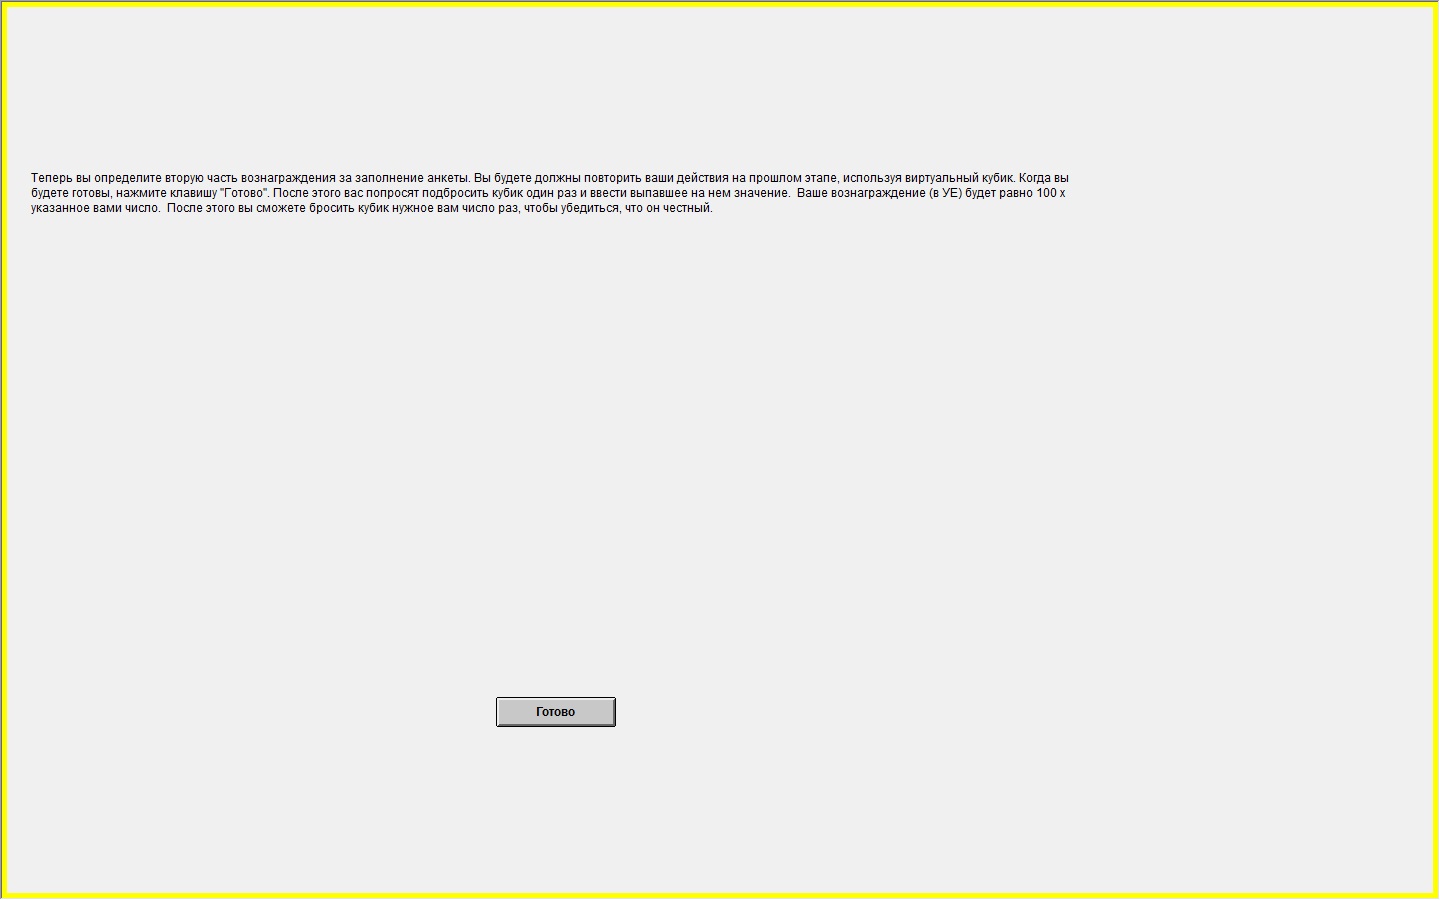 Теперь вы определите вторую часть вознаграждения за заполнение анкеты. Вы будете должны повторить ваши действия на прошлом этапе, используя виртуальный кубик. Когда вы
будете готовы, нажмите клавишу "Готово". После этого вас попросят подбросить кубик один раз и ввести выпавшее на нем значение.  Ваше вознаграждение (в УЕ) будет равно 100 х
указанное вами число.  После этого вы сможете бросить кубик нужное вам число раз, чтобы убедиться, что он честный.
Готово